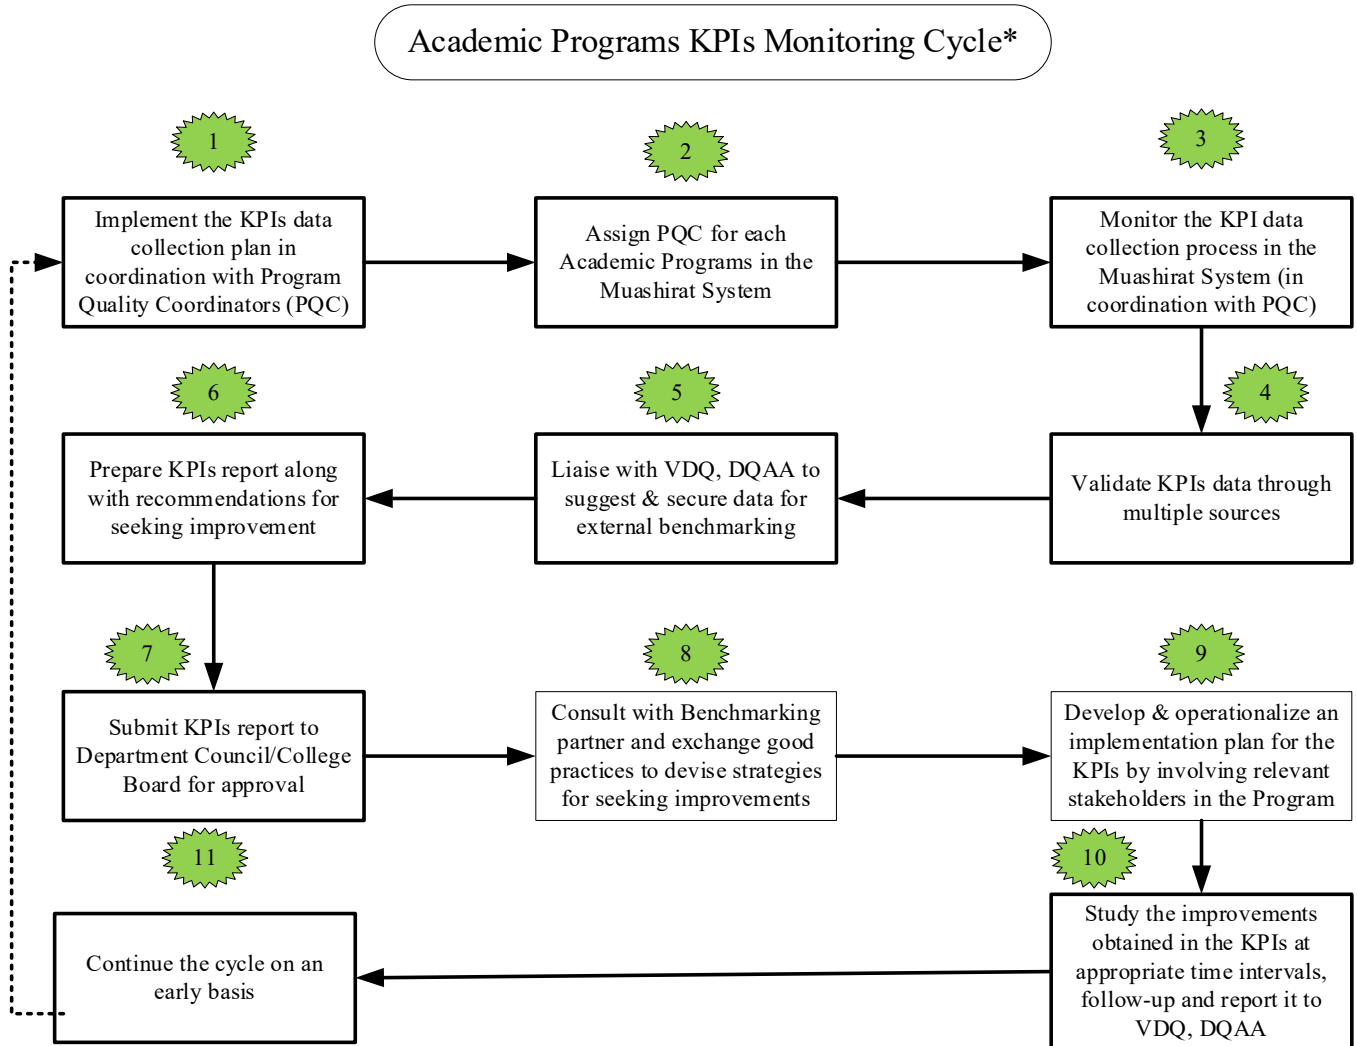 Academic Programs KPIs Monitoring Cycle*
1
Implement the KPIs data
collection plan in
coordination with Program
Quality Coordinators (PQC)
2
Assign PQC for each
Academic Programs in the
Muashirat System
3
Monitor the KPI data
collection process in the
Muashirat System (in
coordination with PQC)
4
Validate KPIs data through
multiple sources
5
Liaise with VDQ, DQAA to
suggest & secure data for
external benchmarking
6
Prepare KPIs report along
with recommendations for
seeking improvement
7
Submit KPIs report to
Department Council/College
Board for approval
8
Consult with Benchmarking
partner and exchange good
practices to devise strategies
for seeking improvements
9
Develop & operationalize an
implementation plan for the
KPIs by involving relevant
stakeholders in the Program
10
Study the improvements
obtained in the KPIs at
appropriate time intervals,
follow-up and report it to
VDQ, DQAA
11
Continue the cycle on an
early basis